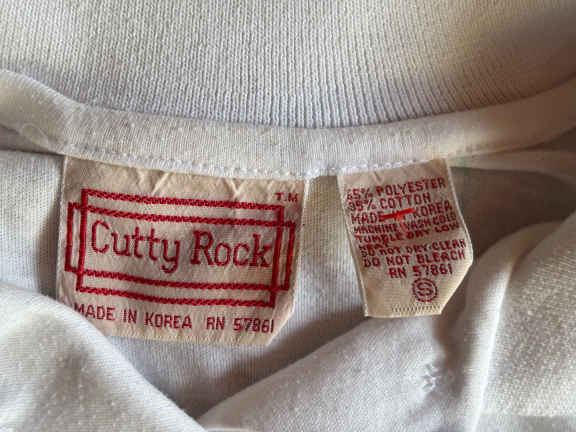 T.M.
Cutty Rock
MADE IN KOREA RN 57861
65% POLYESTER
35% COTTON
MADE IN KOREA
MACHINE WASH COLD
TUMBLE DRY LOW
DO NOT DRY CLEAN
DO NOT BLEACH
RN 57861
S